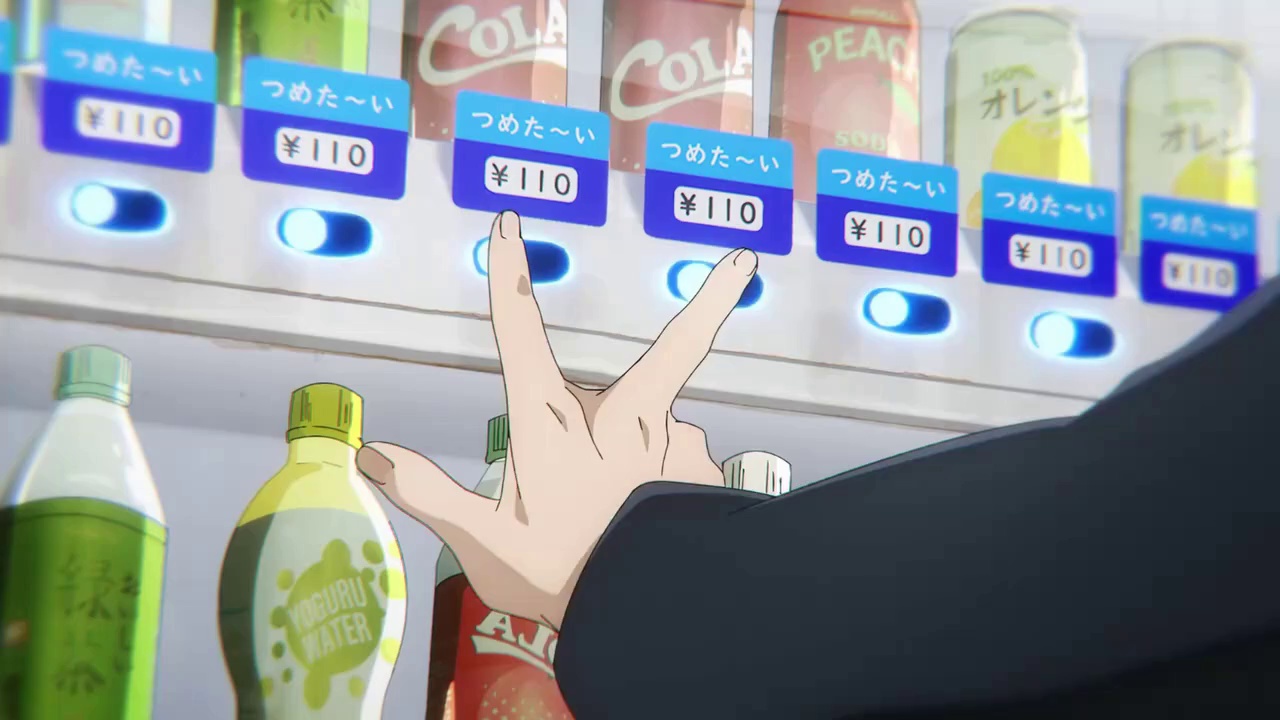 COLA
COLA
PEACH
SODA
100%
オレンジ
オレン
つめた〜い
¥110
つめた〜い
¥110
つめた〜い
¥110
つめた〜い
¥110
つめた〜い
¥110
つめた〜い
¥110
つめた〜い
¥110
緑
YOGURU
WATER